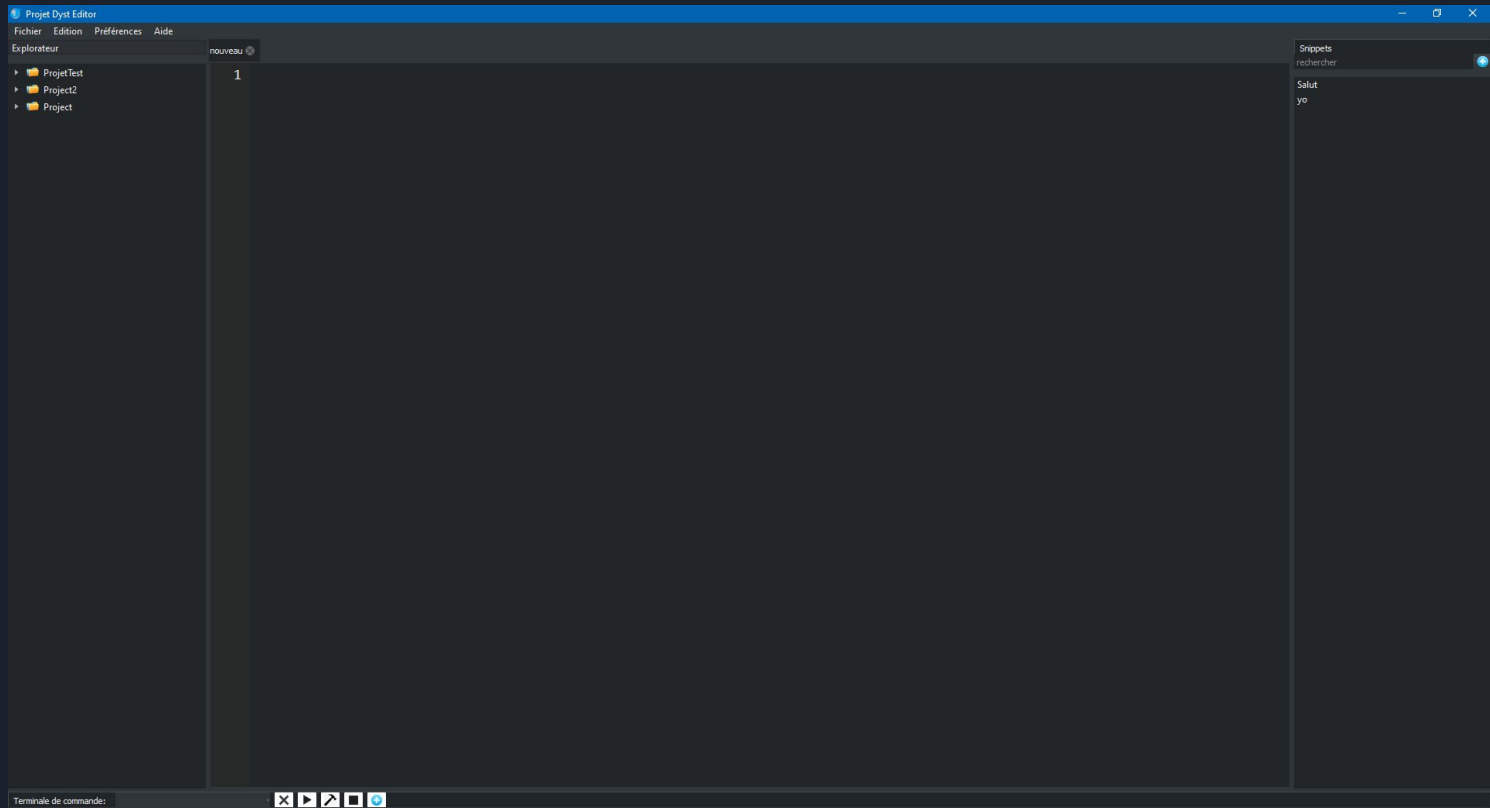 Projet Dyst Editor
Fichier Edition Préférences Aide
Explorateur
ProjetTest
Project2
Project
nouveau
1
Snippets
rechercher
Salut
yo
Terminale de commande: